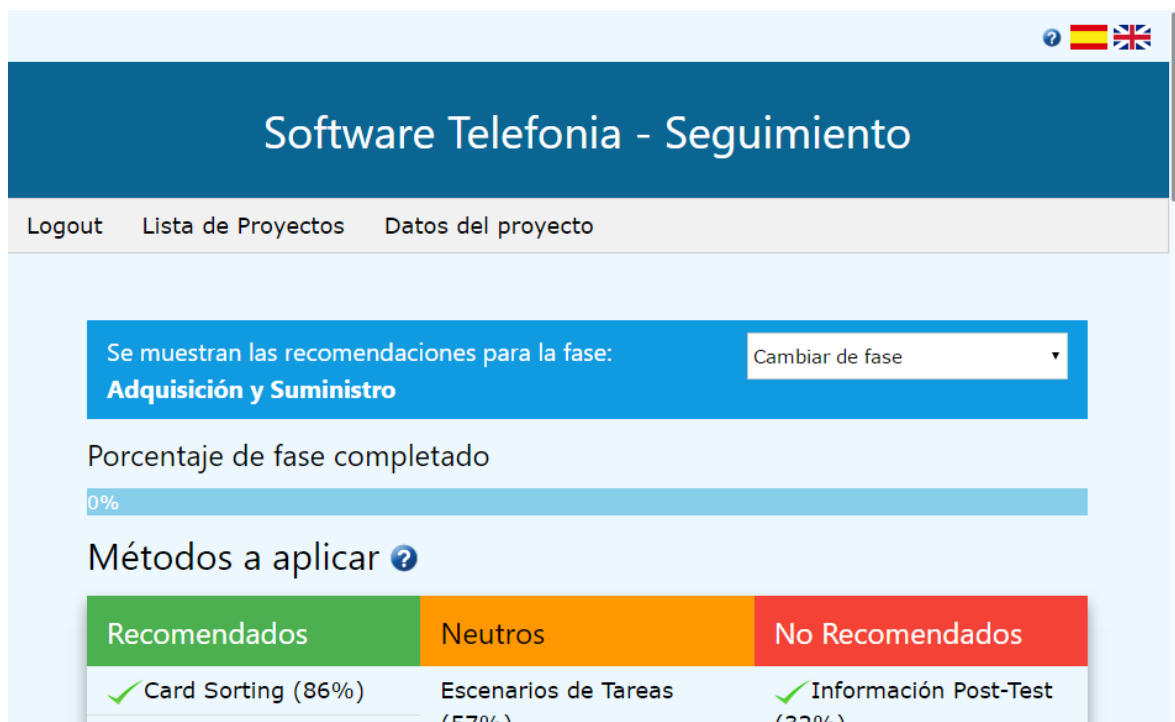 Software Telefonia - Seguimiento
Logout Lista de Proyectos Datos del proyecto
Se muestran las recomendaciones para la fase:
Adquisición y Suministro
Cambiar de fase
Porcentaje de fase completado
0%
Métodos a aplicar
Recomendados Neutros No Recomendados
Card Sorting (86%) Escenarios de Tareas Información Post-Test
(57%) (32%)